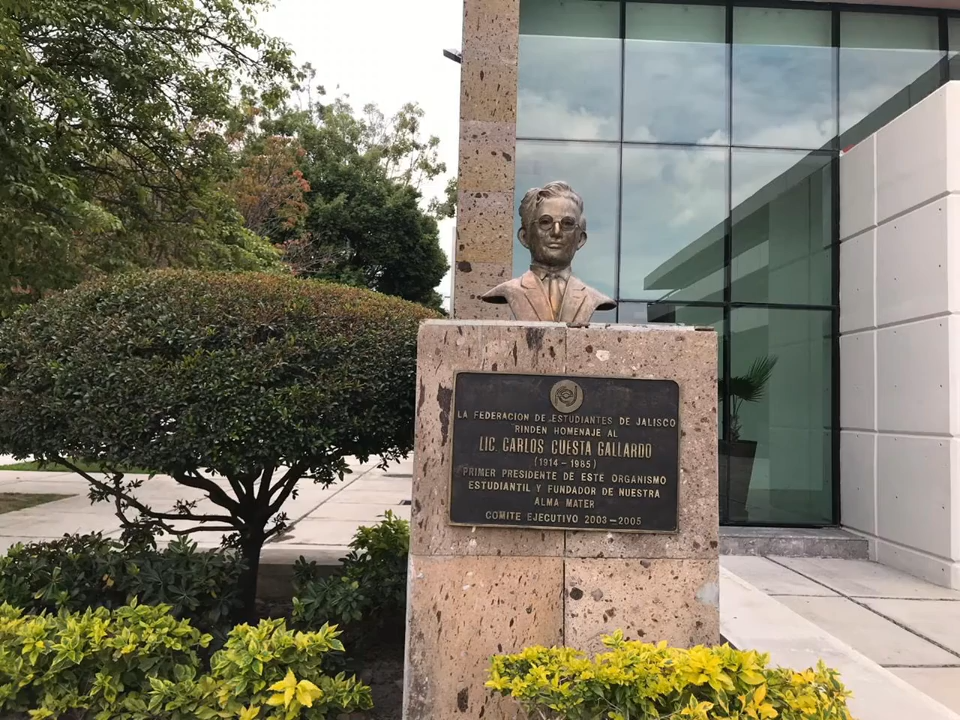 LA FEDERACION DE ESTUDIANTES DE JALISCO
RINDEN HOMENAJE AL
LIC. CARLOS CUESTA GALLARDO
(1914-1985)
PRIMER PRESIDENTE DE ESTE ORGANISMO
ESTUDIANTIL Y FUNDADOR DE NUESTRA
ALMA MATER
COMITE EJECUTIVO 2003-2005